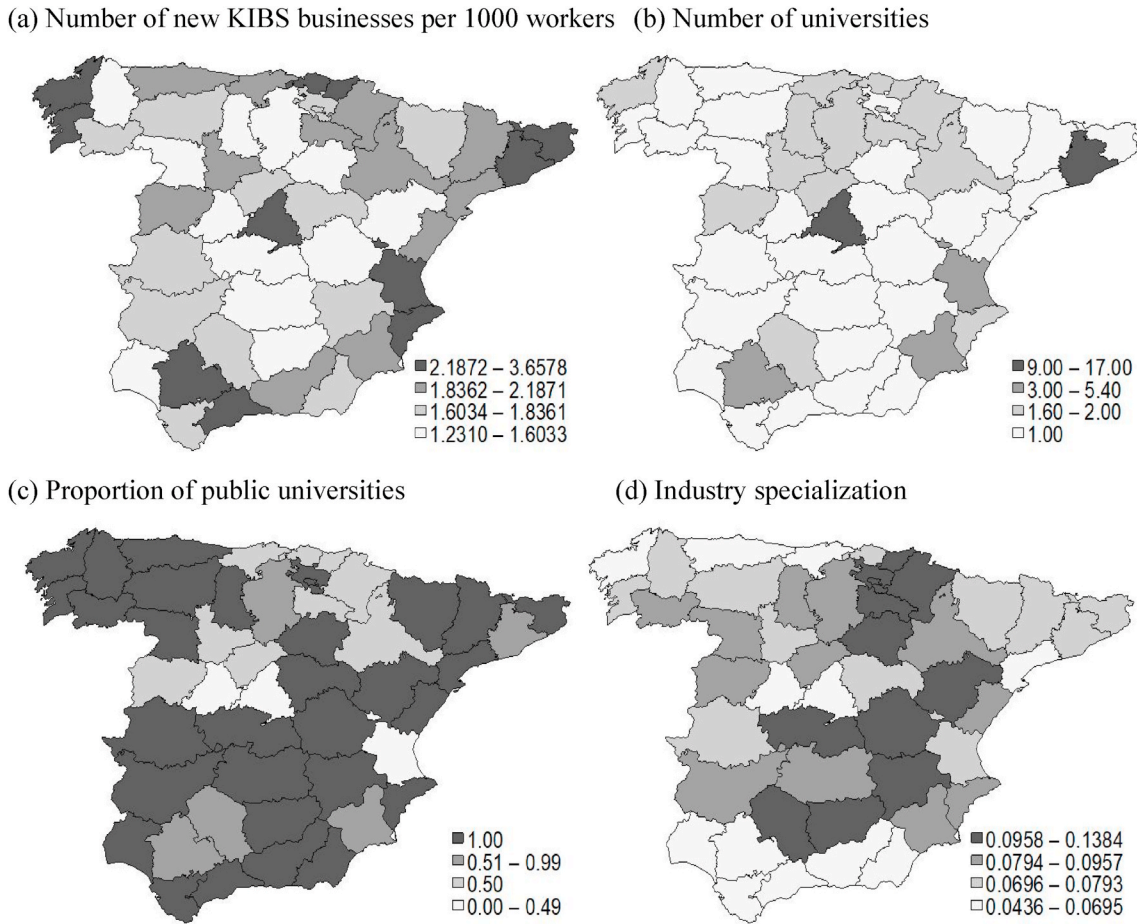 (a) Number of new KIBS businesses per 1000 workers
(b) Number of universities
2.1872 – 3.6578
1.8362 – 2.1871
1.6034 – 1.8361
1.2310 – 1.6033
9.00 – 17.00
3.00 – 5.40
1.60 – 2.00
1.00
(c) Proportion of public universities
(d) Industry specialization
1.00
0.51 – 0.99
0.50
0.00 – 0.49
0.0958 – 0.1384
0.0794 – 0.0957
0.0696 – 0.0793
0.0436 – 0.0695